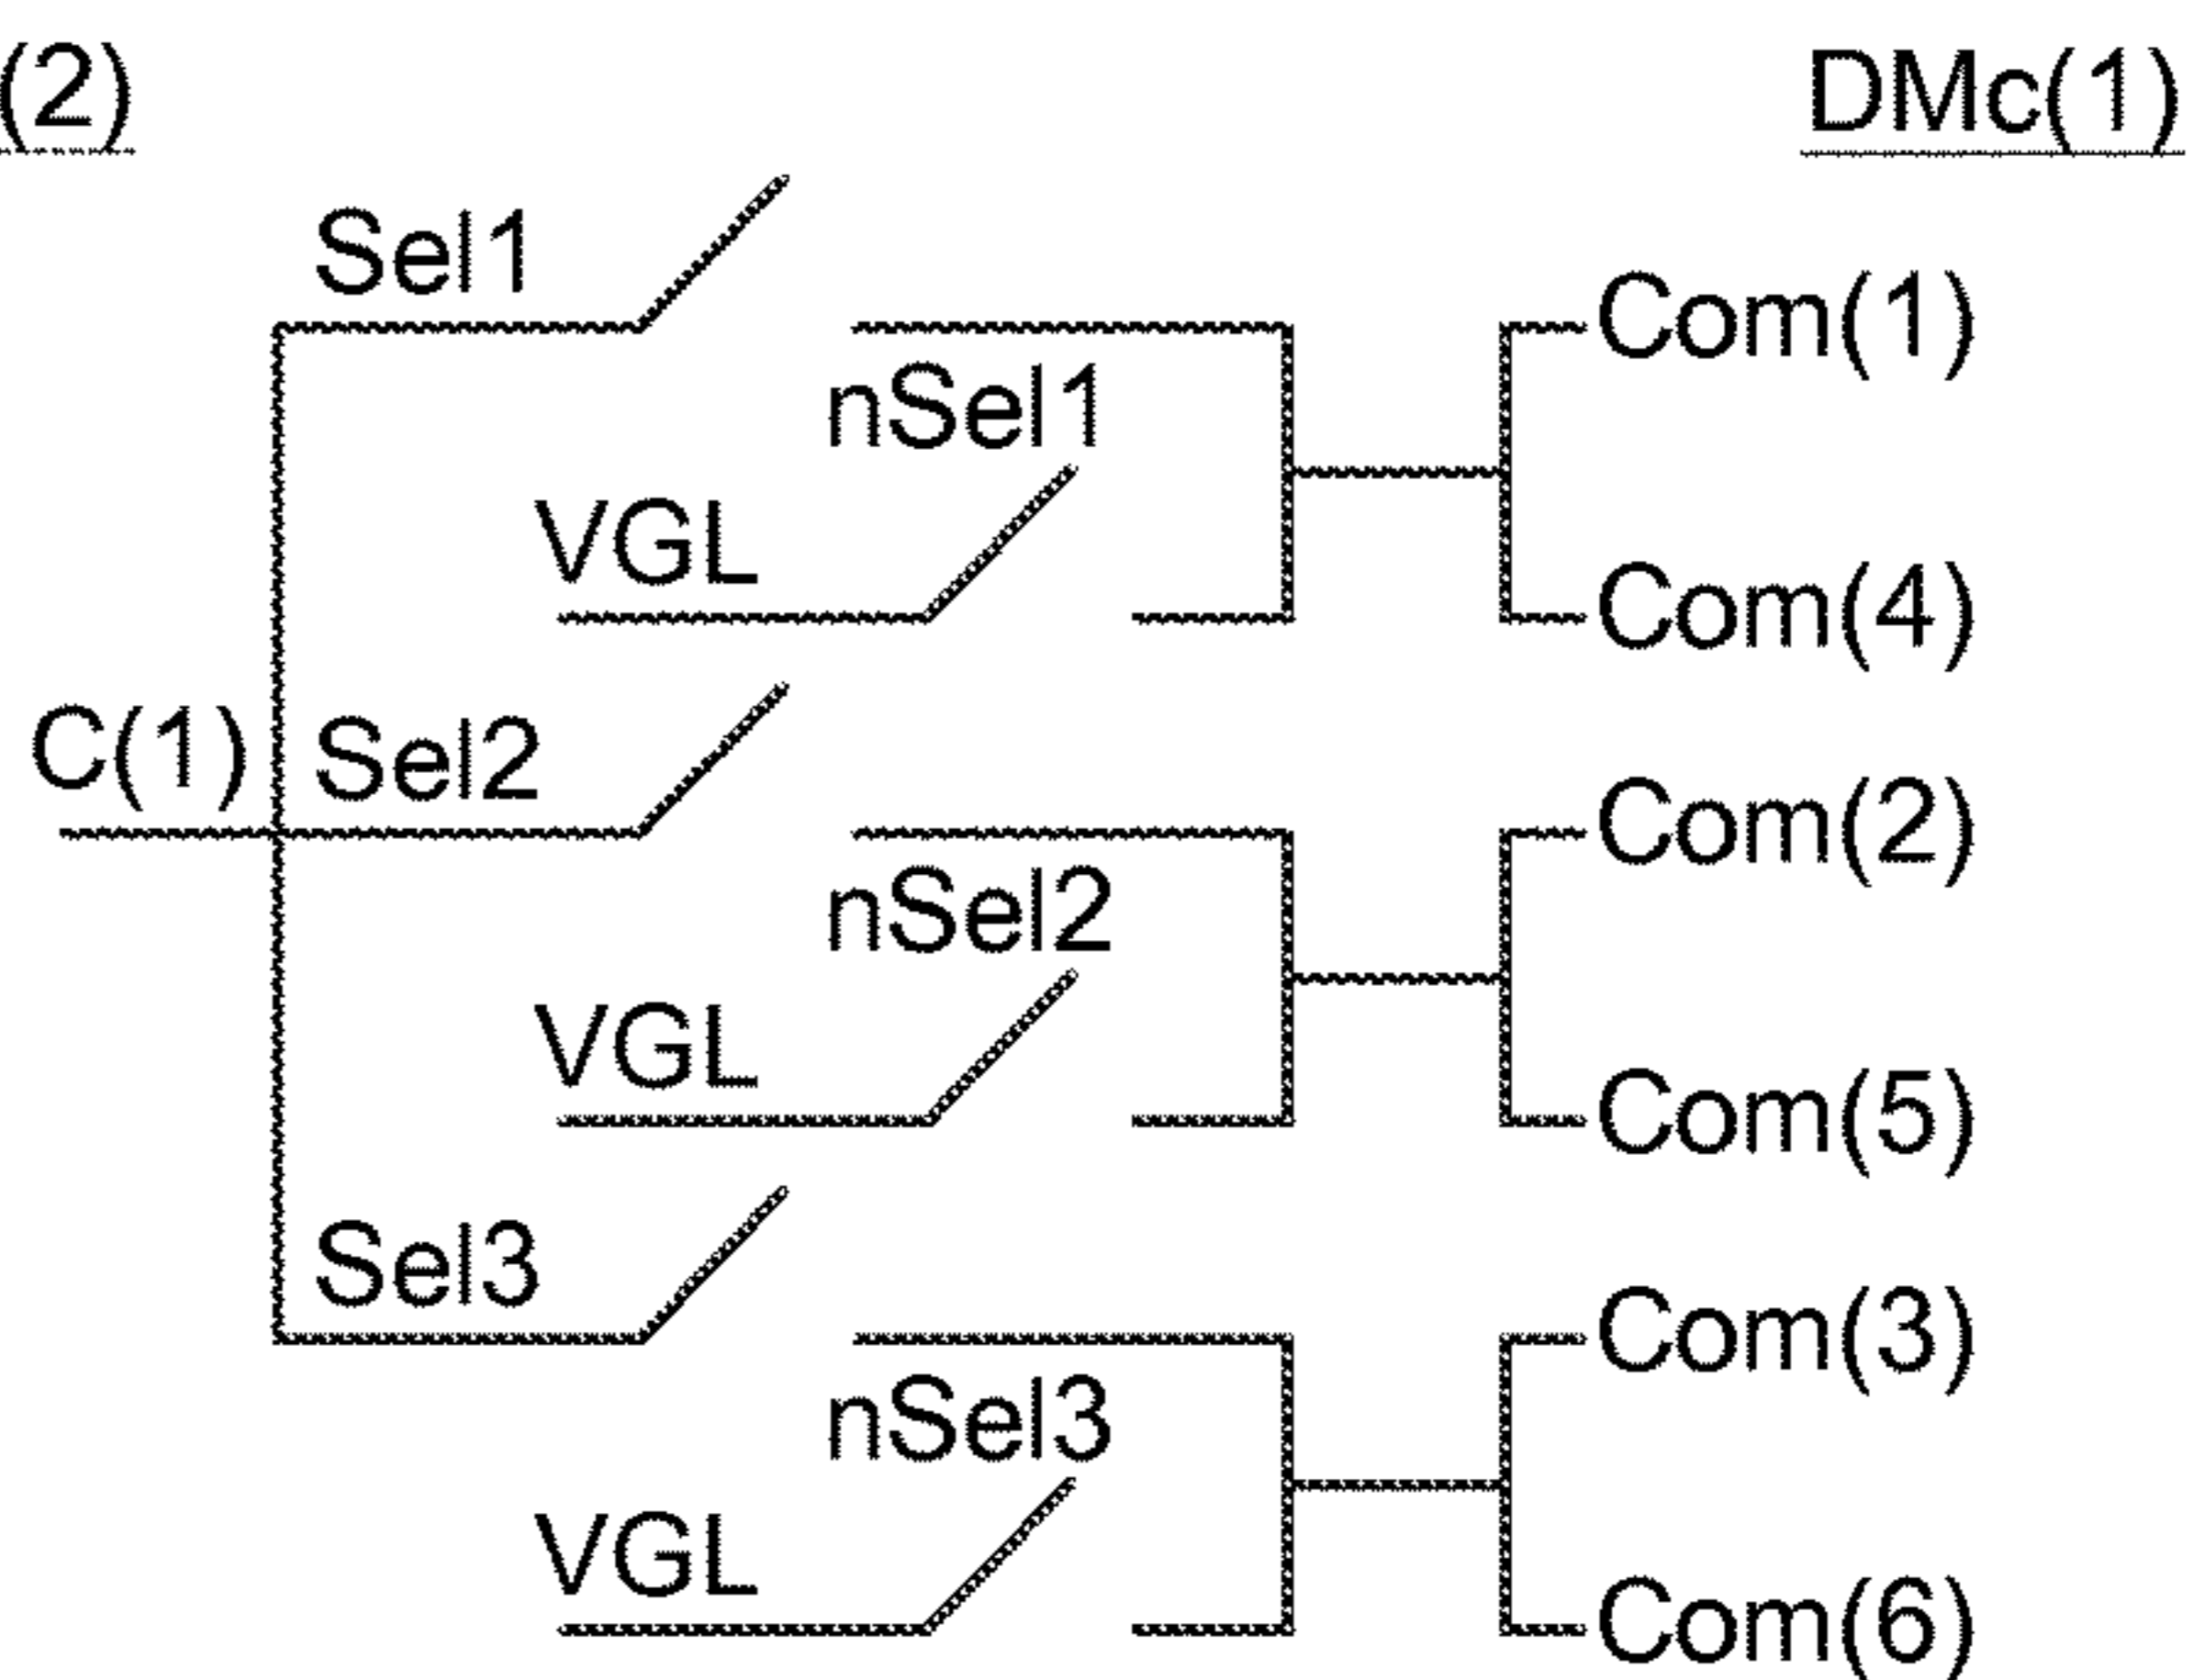 (2)
DMc(1)
Sel1
Com(1)
nSel1
VGL
Com(4)
C(1)
Sel2
Com(2)
nSel2
VGL
Com(5)
Sel3
Com(3)
nSel3
VGL
Com(6)